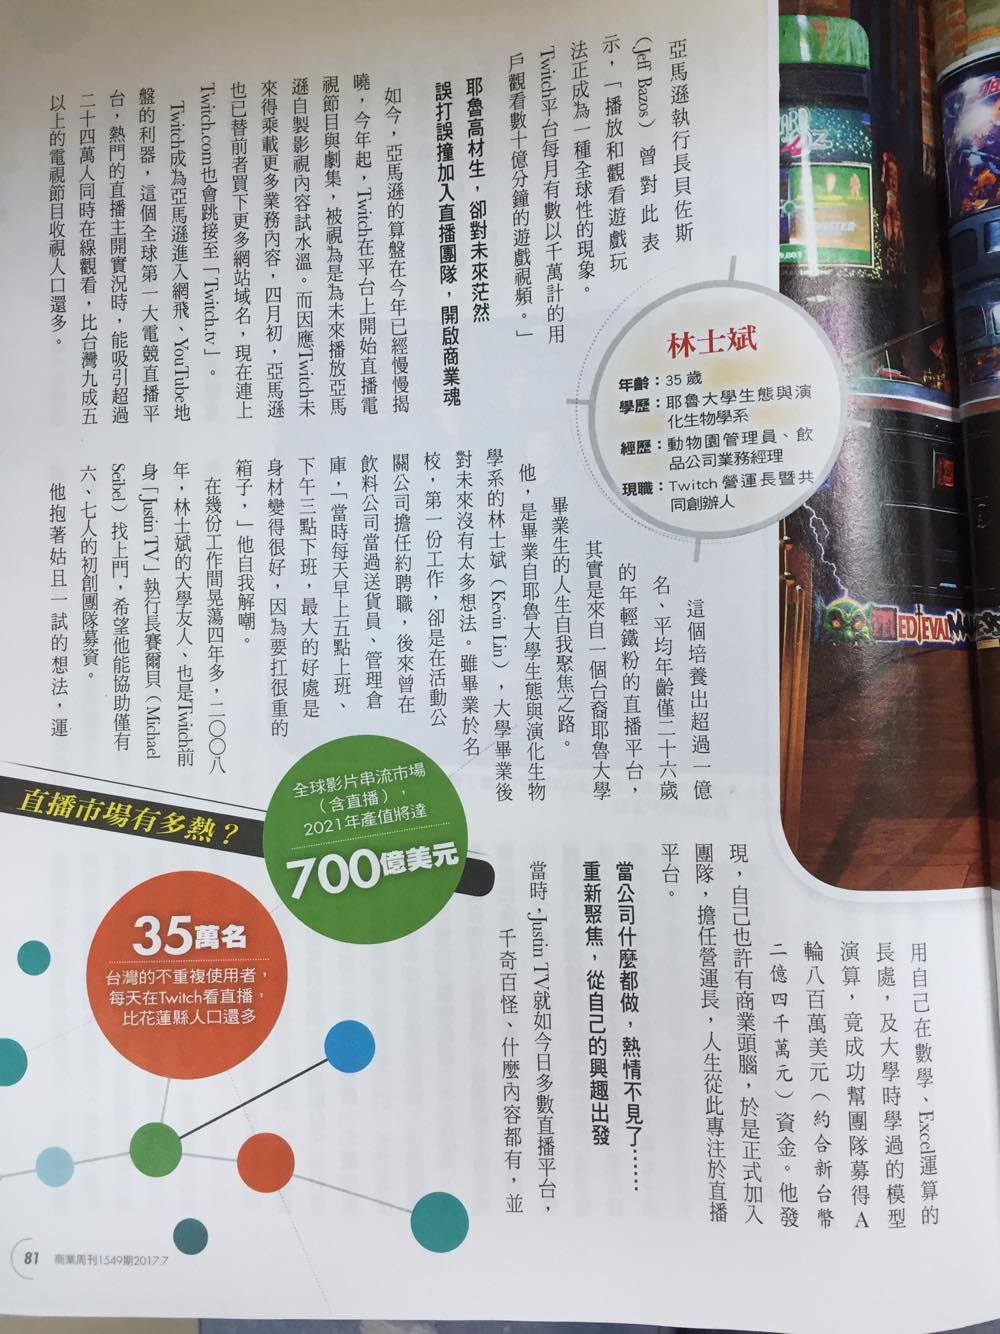 亞馬遜執行長貝佐斯
（Jeff Bazos）曾對此表
示，「播放和觀看遊戲玩
法正成為一種全球性的現象。
Twitch平台每月有數以千萬計的用
戶觀看數十億分鐘的遊戲視頻。」
耶魯高材生，卻對未來茫然
誤打誤撞加入直播團隊，開啟商業魂
如今，亞馬遜的算盤在今年已經慢慢揭
曉，今年起，Twitch在平台上開始直播電
視節目與劇集，被視為是為未來播放亞馬
遜自製影視內容試水溫。而因應Twitch未
來得乘載更多業務內容，四月初，亞馬遜
也已替前者買下更多網站域名，現在連上
Twitch.com也會跳接至「Twitch.tv」。
Twitch成為亞馬遜進入網飛、YouTube地
盤的利器，這個全球第一大電競直播平
台，熱門的直播主開實況時，能吸引超過
二十四萬人同時在線觀看，比台灣九成五
以上的電視節目收視人口還多。
林士斌
年齡：35歲
學歷：耶魯大學生態與演
化生物學系
經歷：動物園管理員、飲
品公司業務經理
現職：Twitch營運長暨共
同創辦人
這個培養出超過一億
名、平均年齡僅二十六歲
的年輕鐵粉的直播平台，
其實是來自一個台裔耶魯大學
畢業生的人生自我聚焦之路。
他，是畢業自耶魯大學生態與演化生物
學系的林士斌（Kevin Lin），大學畢業後
對未來沒有太多想法。雖畢業於名
校，第一份工作，卻是在活動公
關公司擔任約聘職，後來曾在
飲料公司當過送貨員、管理倉
庫，「當時每天早上五點上班、
下午三點下班，最大的好處是
身材變得很好，因為要扛很重的
箱子，」他自我解嘲。
在幾份工作間晃蕩四年多，二〇〇八
年，林士斌的大學友人、也是Twitch前
身「Justin TV」執行長賽爾貝（Michael
Seibel）找上門，希望他能協助僅有
六、七人的初創團隊募資。
他抱著姑且一試的想法，運
用自己在數學、Excel運算的
長處，及大學時學過的模型
演算，竟成功幫團隊募得A
輪八百萬美元（約合新台幣
二億四千萬元）資金。他發
現，自己也許有商業頭腦，於是正式加入
團隊，擔任營運長，人生從此專注於直播
平台。
當公司什麼都做，熱情不見了……
重新聚焦，從自己的興趣出發
當時，Justin TV就如今日多數直播平台，
千奇百怪、什麼內容都有，並
直播市場有多熱？
全球影片串流市場
（含直播），
2021年產值將達
700億美元
35萬名
台灣的不重複使用者，
每天在Twitch看直播，
比花蓮縣人口還多
MEDIEVAL
81 商業周刊1549期2017.7